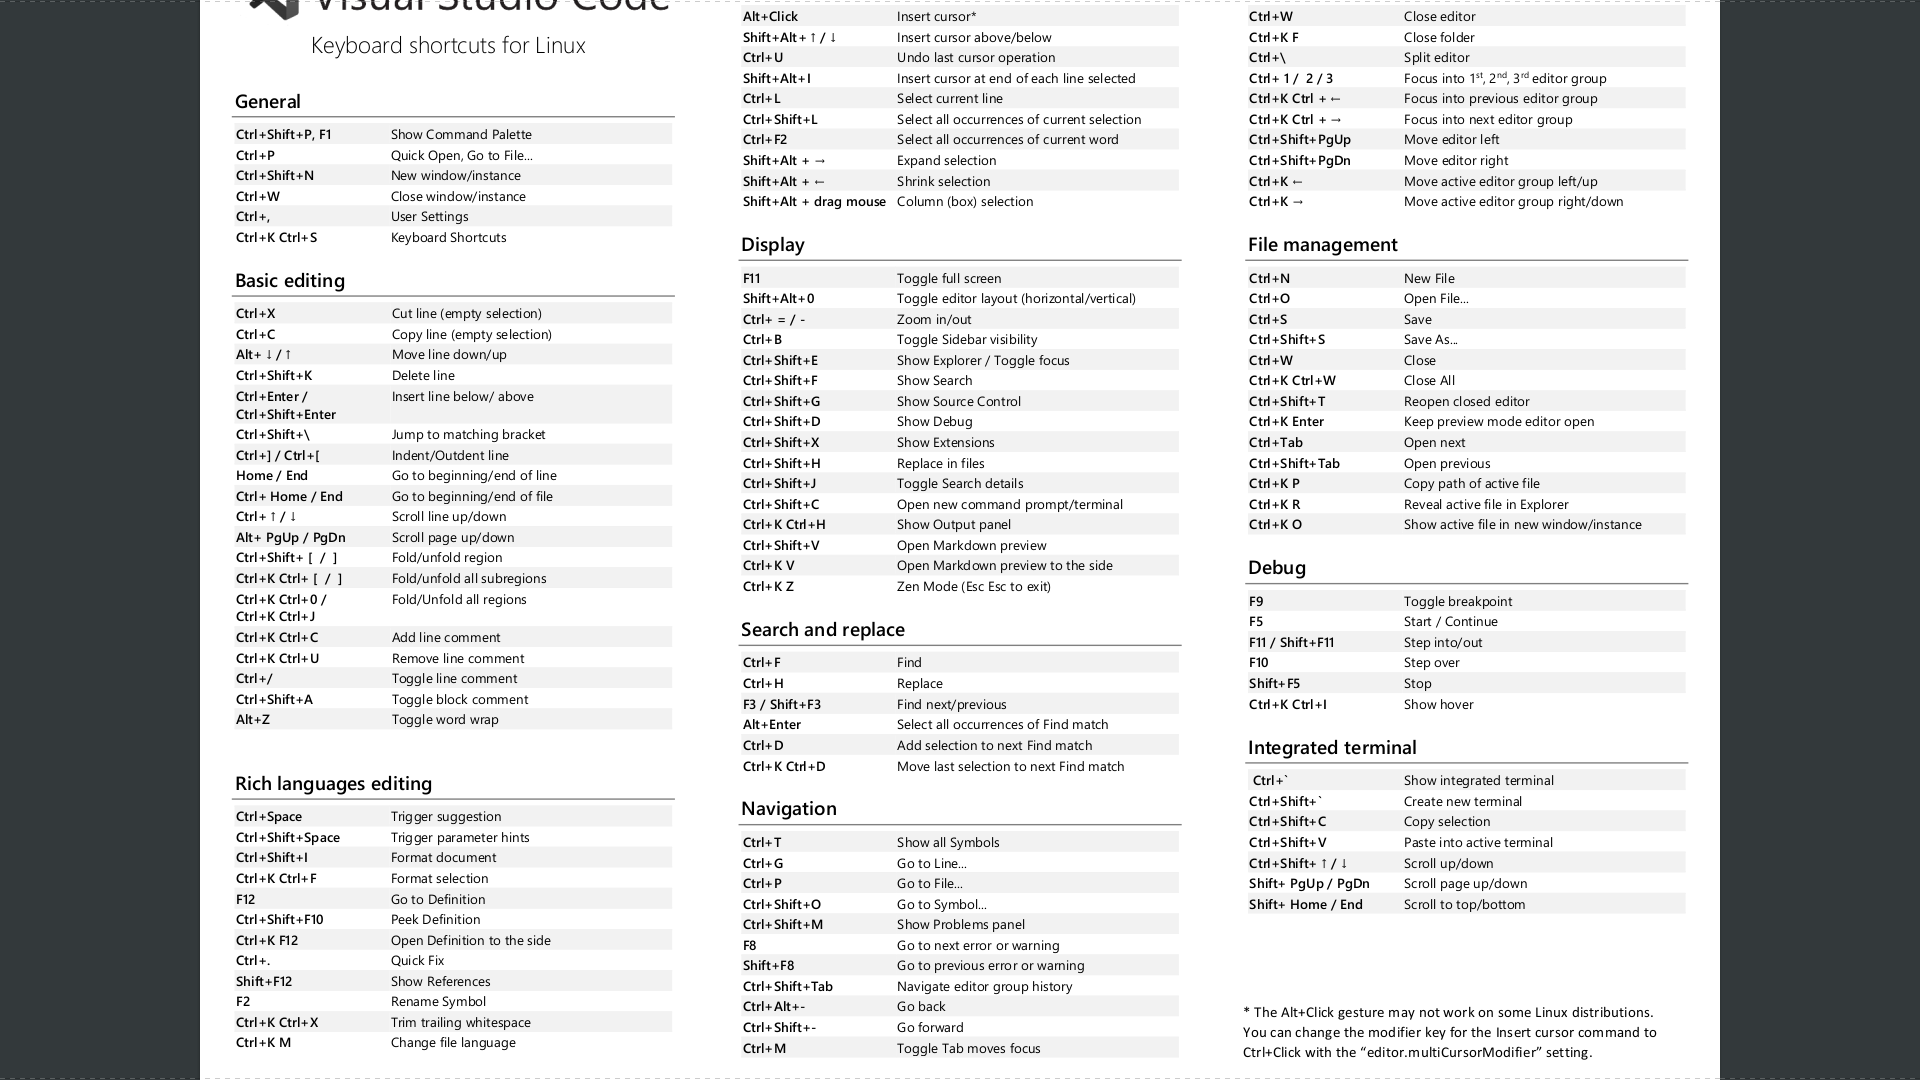 Visual Studio Code
Keyboard shortcuts for Linux
General
Ctrl+Shift+P, F1 Show Command Palette
Ctrl+P Quick Open, Go to File...
Ctrl+Shift+N New window/instance
Ctrl+W Close window/instance
Ctrl+, User Settings
Ctrl+K Ctrl+S Keyboard Shortcuts
Basic editing
Ctrl+X Cut line (empty selection)
Ctrl+C Copy line (empty selection)
Alt+ ↓ / ↑ Move line down/up
Ctrl+Shift+K Delete line
Ctrl+Enter / Insert line below/ above
Ctrl+Shift+Enter
Ctrl+Shift+\ Jump to matching bracket
Ctrl+] / Ctrl+[ Indent/Outdent line
Home / End Go to beginning/end of line
Ctrl+ Home / End Go to beginning/end of file
Ctrl+ ↑ / ↓ Scroll line up/down
Alt+ PgUp / PgDn Scroll page up/down
Ctrl+Shift+ [ / ] Fold/unfold region
Ctrl+K Ctrl+ [ / ] Fold/unfold all subregions
Ctrl+K Ctrl+0 / Fold/Unfold all regions
Ctrl+K Ctrl+J
Ctrl+K Ctrl+C Add line comment
Ctrl+K Ctrl+U Remove line comment
Ctrl+/ Toggle line comment
Ctrl+Shift+A Toggle block comment
Alt+Z Toggle word wrap
Rich languages editing
Ctrl+Space Trigger suggestion
Ctrl+Shift+Space Trigger parameter hints
Ctrl+Shift+I Format document
Ctrl+K Ctrl+F Format selection
F12 Go to Definition
Ctrl+Shift+F10 Peek Definition
Ctrl+K F12 Open Definition to the side
Ctrl+. Quick Fix
Shift+F12 Show References
F2 Rename Symbol
Ctrl+K Ctrl+X Trim trailing whitespace
Ctrl+K M Change file language
Alt+Click Insert cursor*
Shift+Alt+ ↑ / ↓ Insert cursor above/below
Ctrl+U Undo last cursor operation
Shift+Alt+I Insert cursor at end of each line selected
Ctrl+L Select current line
Ctrl+Shift+L Select all occurrences of current selection
Ctrl+F2 Select all occurrences of current word
Shift+Alt + → Expand selection
Shift+Alt + ← Shrink selection
Shift+Alt + drag mouse Column (box) selection
Display
F11 Toggle full screen
Shift+Alt+0 Toggle editor layout (horizontal/vertical)
Ctrl+ = / - Zoom in/out
Ctrl+B Toggle Sidebar visibility
Ctrl+Shift+E Show Explorer / Toggle focus
Ctrl+Shift+F Show Search
Ctrl+Shift+G Show Source Control
Ctrl+Shift+D Show Debug
Ctrl+Shift+X Show Extensions
Ctrl+Shift+H Replace in files
Ctrl+Shift+J Toggle Search details
Ctrl+Shift+C Open new command prompt/terminal
Ctrl+K Ctrl+H Show Output panel
Ctrl+Shift+V Open Markdown preview
Ctrl+K V Open Markdown preview to the side
Ctrl+K Z Zen Mode (Esc Esc to exit)
Search and replace
Ctrl+F Find
Ctrl+H Replace
F3 / Shift+F3 Find next/previous
Alt+Enter Select all occurrences of Find match
Ctrl+D Add selection to next Find match
Ctrl+K Ctrl+D Move last selection to next Find match
Navigation
Ctrl+T Show all Symbols
Ctrl+G Go to Line...
Ctrl+P Go to File...
Ctrl+Shift+O Go to Symbol...
Ctrl+Shift+M Show Problems panel
F8 Go to next error or warning
Shift+F8 Go to previous error or warning
Ctrl+Shift+Tab Navigate editor group history
Ctrl+Alt+- Go back
Ctrl+Shift+- Go forward
Ctrl+M Toggle Tab moves focus
Ctrl+W Close editor
Ctrl+K F Close folder
Ctrl+\ Split editor
Ctrl+ 1 / 2 / 3 Focus into 1st, 2nd, 3rd editor group
Ctrl+K Ctrl + ← Focus into previous editor group
Ctrl+K Ctrl + → Focus into next editor group
Ctrl+Shift+PgUp Move editor left
Ctrl+Shift+PgDn Move editor right
Ctrl+K ← Move active editor group left/up
Ctrl+K → Move active editor group right/down
File management
Ctrl+N New File
Ctrl+O Open File...
Ctrl+S Save
Ctrl+Shift+S Save As...
Ctrl+W Close
Ctrl+K Ctrl+W Close All
Ctrl+Shift+T Reopen closed editor
Ctrl+K Enter Keep preview mode editor open
Ctrl+Tab Open next
Ctrl+Shift+Tab Open previous
Ctrl+K P Copy path of active file
Ctrl+K R Reveal active file in Explorer
Ctrl+K O Show active file in new window/instance
Debug
F9 Toggle breakpoint
F5 Start / Continue
F11 / Shift+F11 Step into/out
F10 Step over
Shift+F5 Stop
Ctrl+K Ctrl+I Show hover
Integrated terminal
Ctrl+` Show integrated terminal
Ctrl+Shift+` Create new terminal
Ctrl+Shift+C Copy selection
Ctrl+Shift+V Paste into active terminal
Ctrl+Shift+ ↑ / ↓ Scroll up/down
Shift+ PgUp / PgDn Scroll page up/down
Shift+ Home / End Scroll to top/bottom
* The Alt+Click gesture may not work on some Linux distributions.
You can change the modifier key for the Insert cursor command to
Ctrl+Click with the “editor.multiCursorModifier” setting.